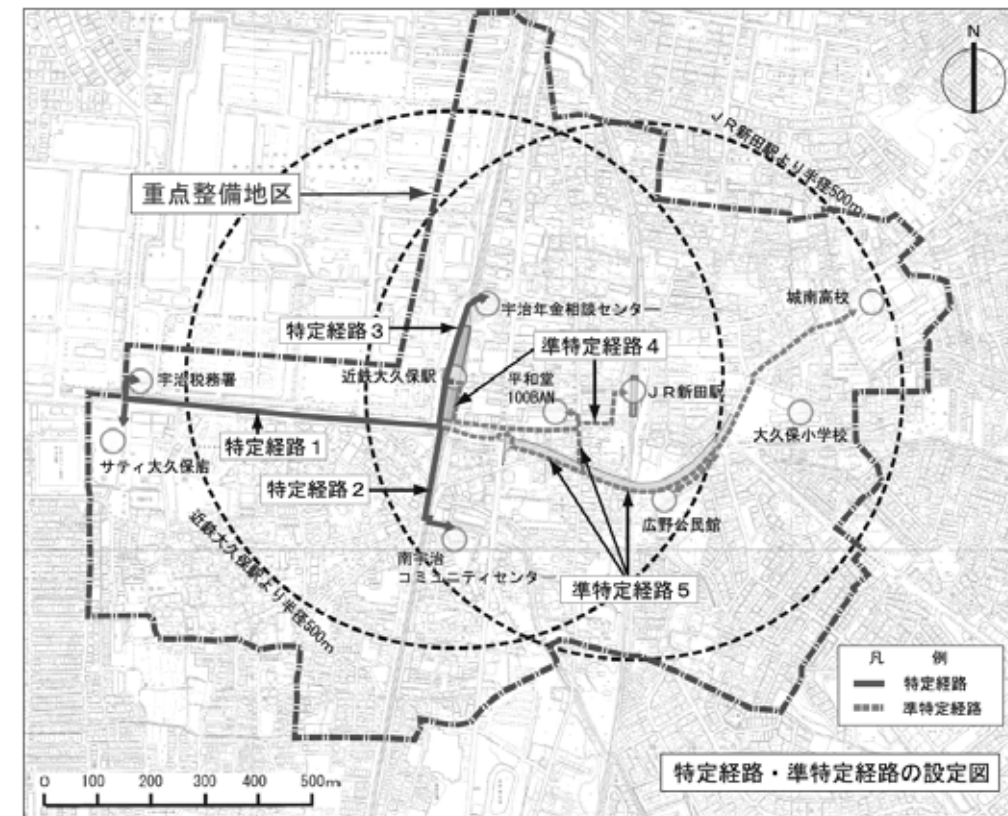 N
JR新田駅より半径500m
重点整備地区
城南高校
宇治年金相談センター
特定経路3
準特定経路4
近鉄大久保駅
平和堂
100BAN
JR新田駅
宇治税務署
大久保小学校
特定経路1
サティ大久保店
特定経路2
広野公民館
南宇治
コミュニティセンター
近鉄大久保駅より半径500m
準特定経路5
凡 例
特定経路
準特定経路
特定経路・準特定経路の設定図
0 100 200 300 500m